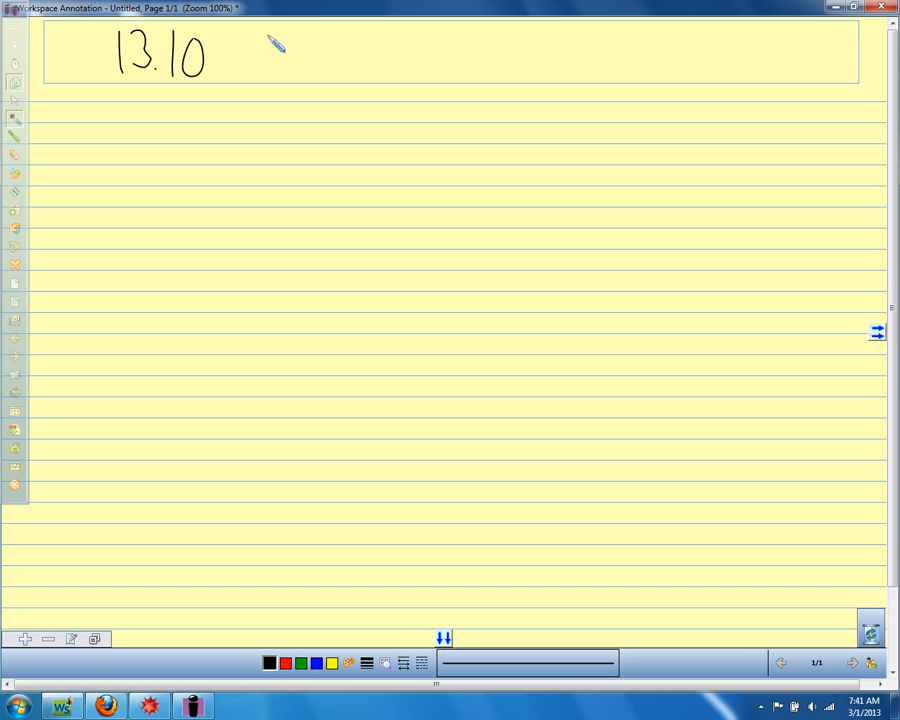 Workspace Annotation - Untitled, Page 1/1 (Zoom 100%) *
13.10
1/1
7:41 AM
3/1/2013